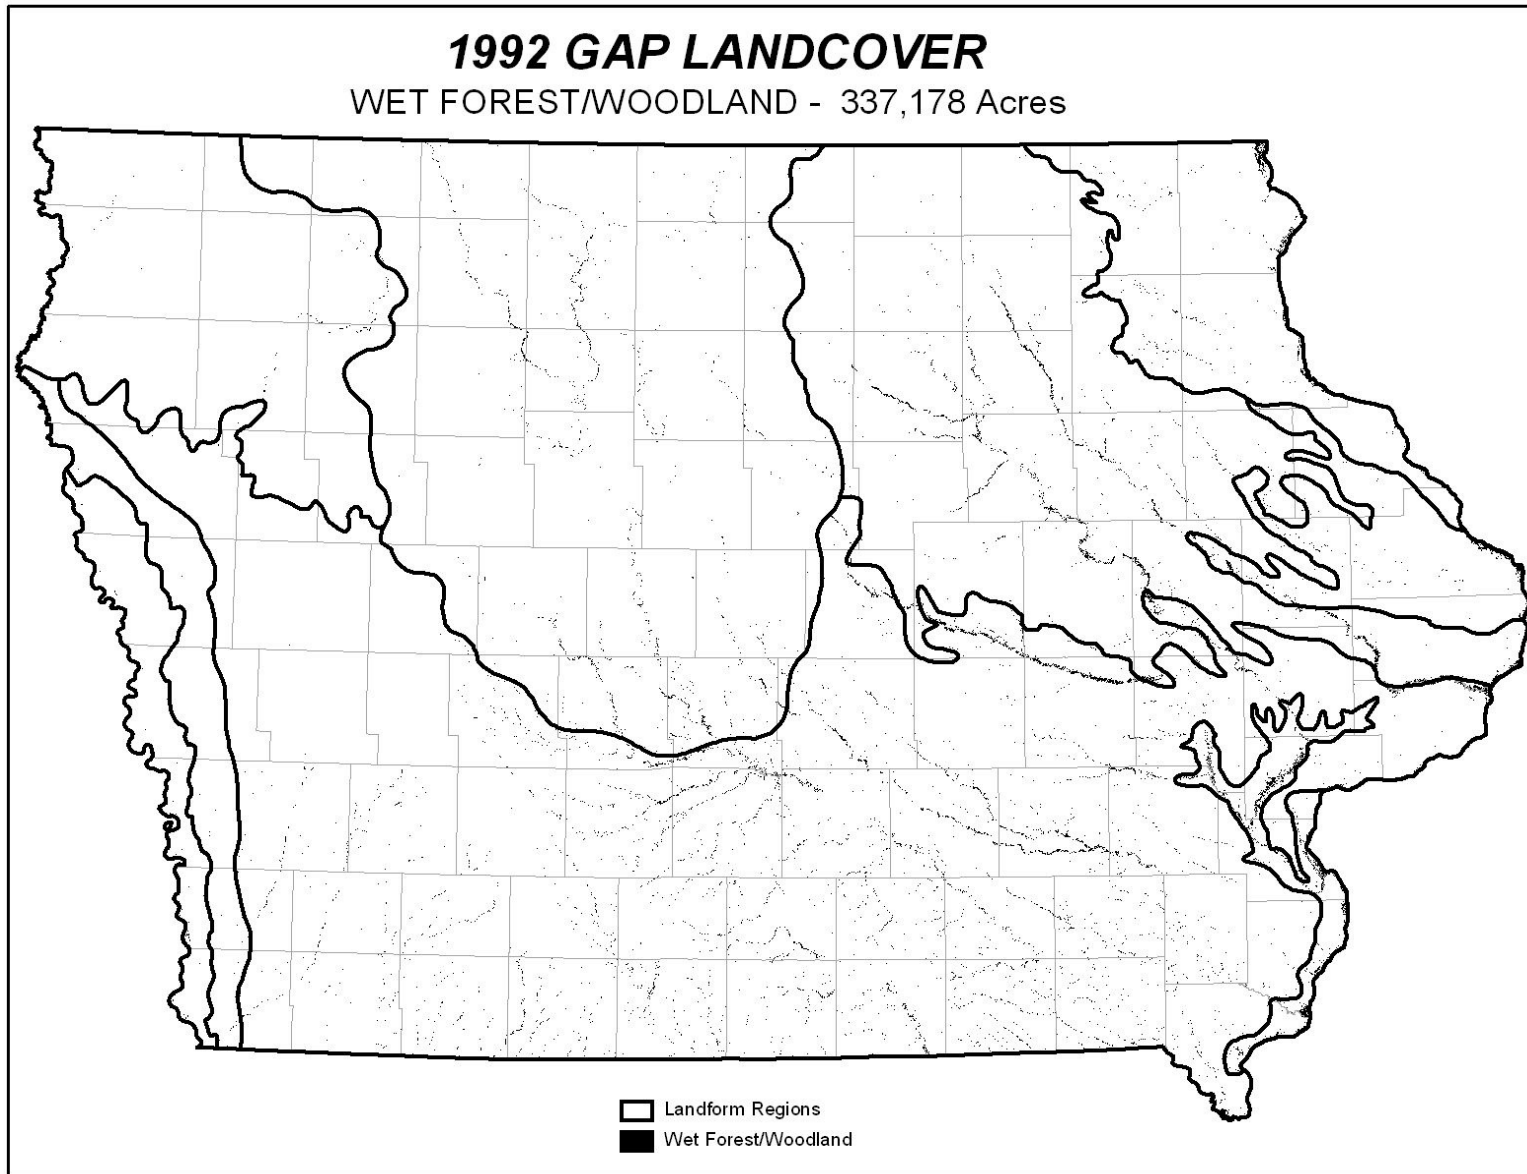 1992 GAP LANDCOVER
WET FOREST/WOODLAND - 337,178 Acres
Landform Regions
Wet Forest/Woodland